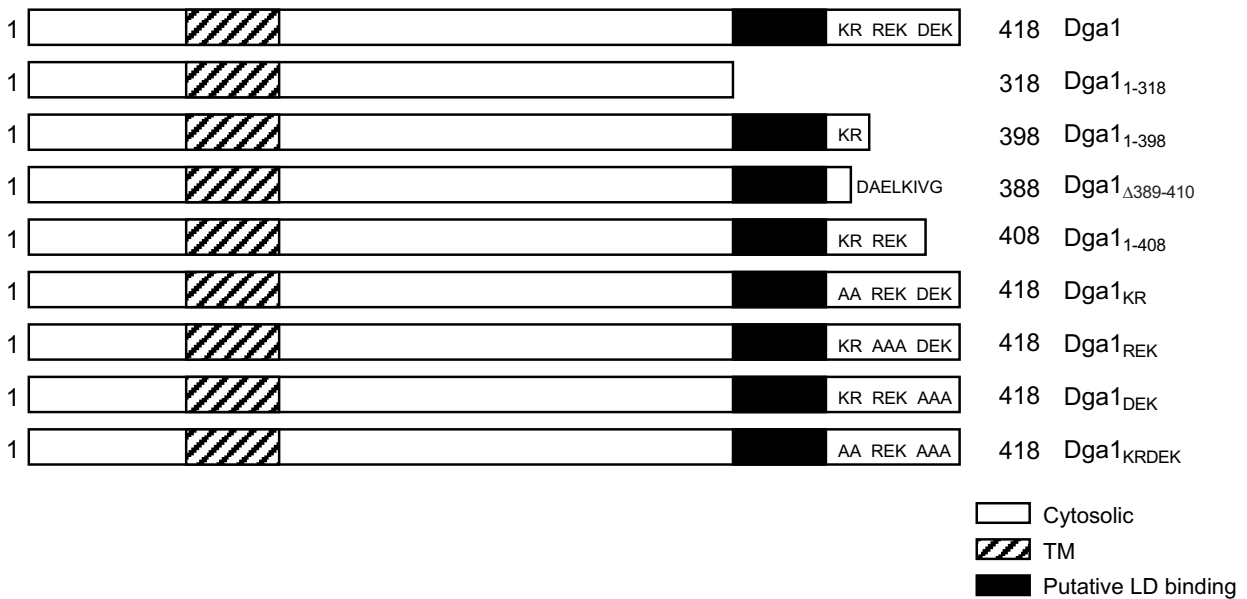 1 KR REK DEK 418 Dga1
1 318 Dga1₁₋₃₁₈
1 KR 398 Dga1₁₋₃₉₈
1 DAELKIVG 388 Dga1Δ₃₈₉₋₄₁₀
1 KR REK 408 Dga1₁₋₄₀₈
1 AA REK DEK 418 Dga1KR
1 KR AAA DEK 418 Dga1REK
1 KR REK AAA 418 Dga1DEK
1 AA REK AAA 418 Dga1KRDEK
Cytosolic
TM
Putative LD binding